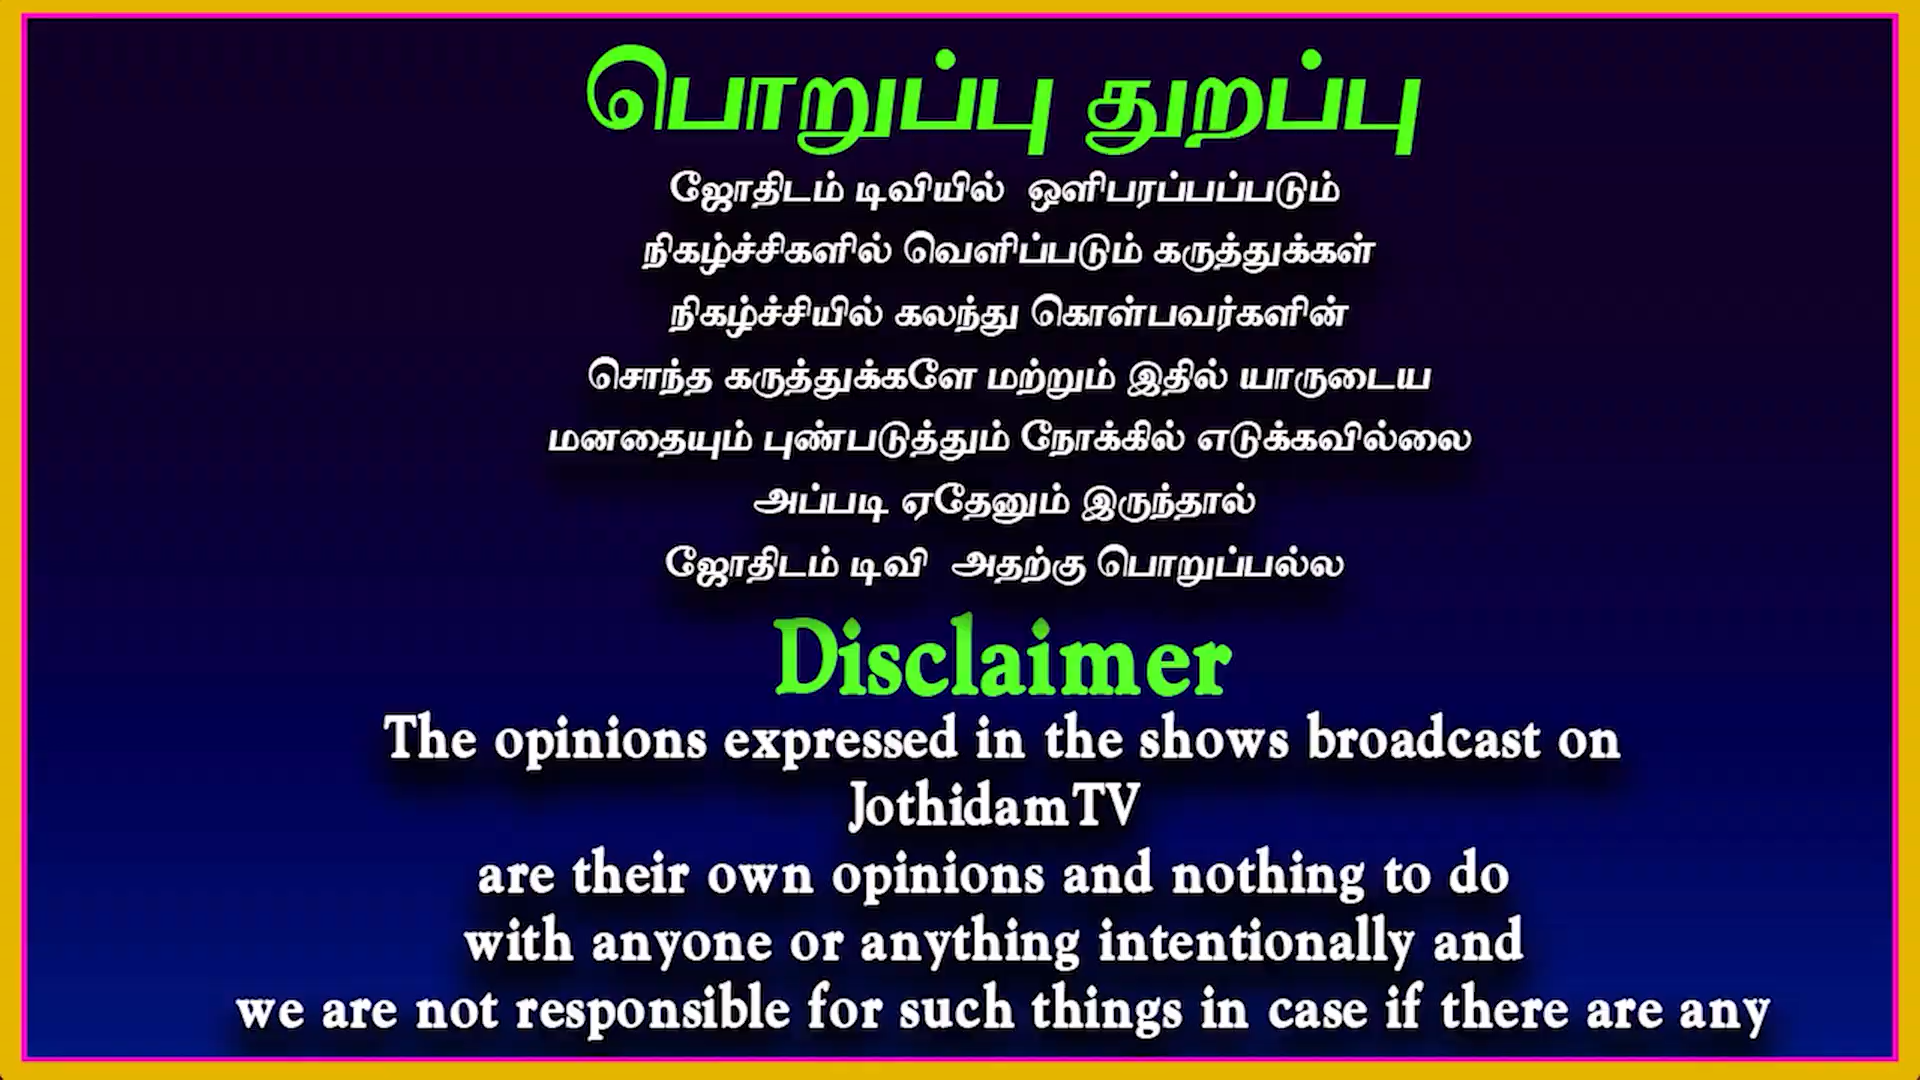 பொறுப்பு துறப்பு
ஜோதிடம் டிவியில் ஒளிபரப்பப்படும்
நிகழ்ச்சிகளில் வெளிப்படும் கருத்துக்கள்
நிகழ்ச்சியில் கலந்து கொள்பவர்களின்
சொந்த கருத்துக்களே மற்றும் இதில் யாருடைய
மனதையும் புண்படுத்தும் நோக்கில் எடுக்கவில்லை
அப்படி ஏதேனும் இருந்தால்
ஜோதிடம் டிவி அதற்கு பொறுப்பல்ல
Disclaimer
The opinions expressed in the shows broadcast on
JothidamTV
are their own opinions and nothing to do
with anyone or anything intentionally and
we are not responsible for such things in case if there are any